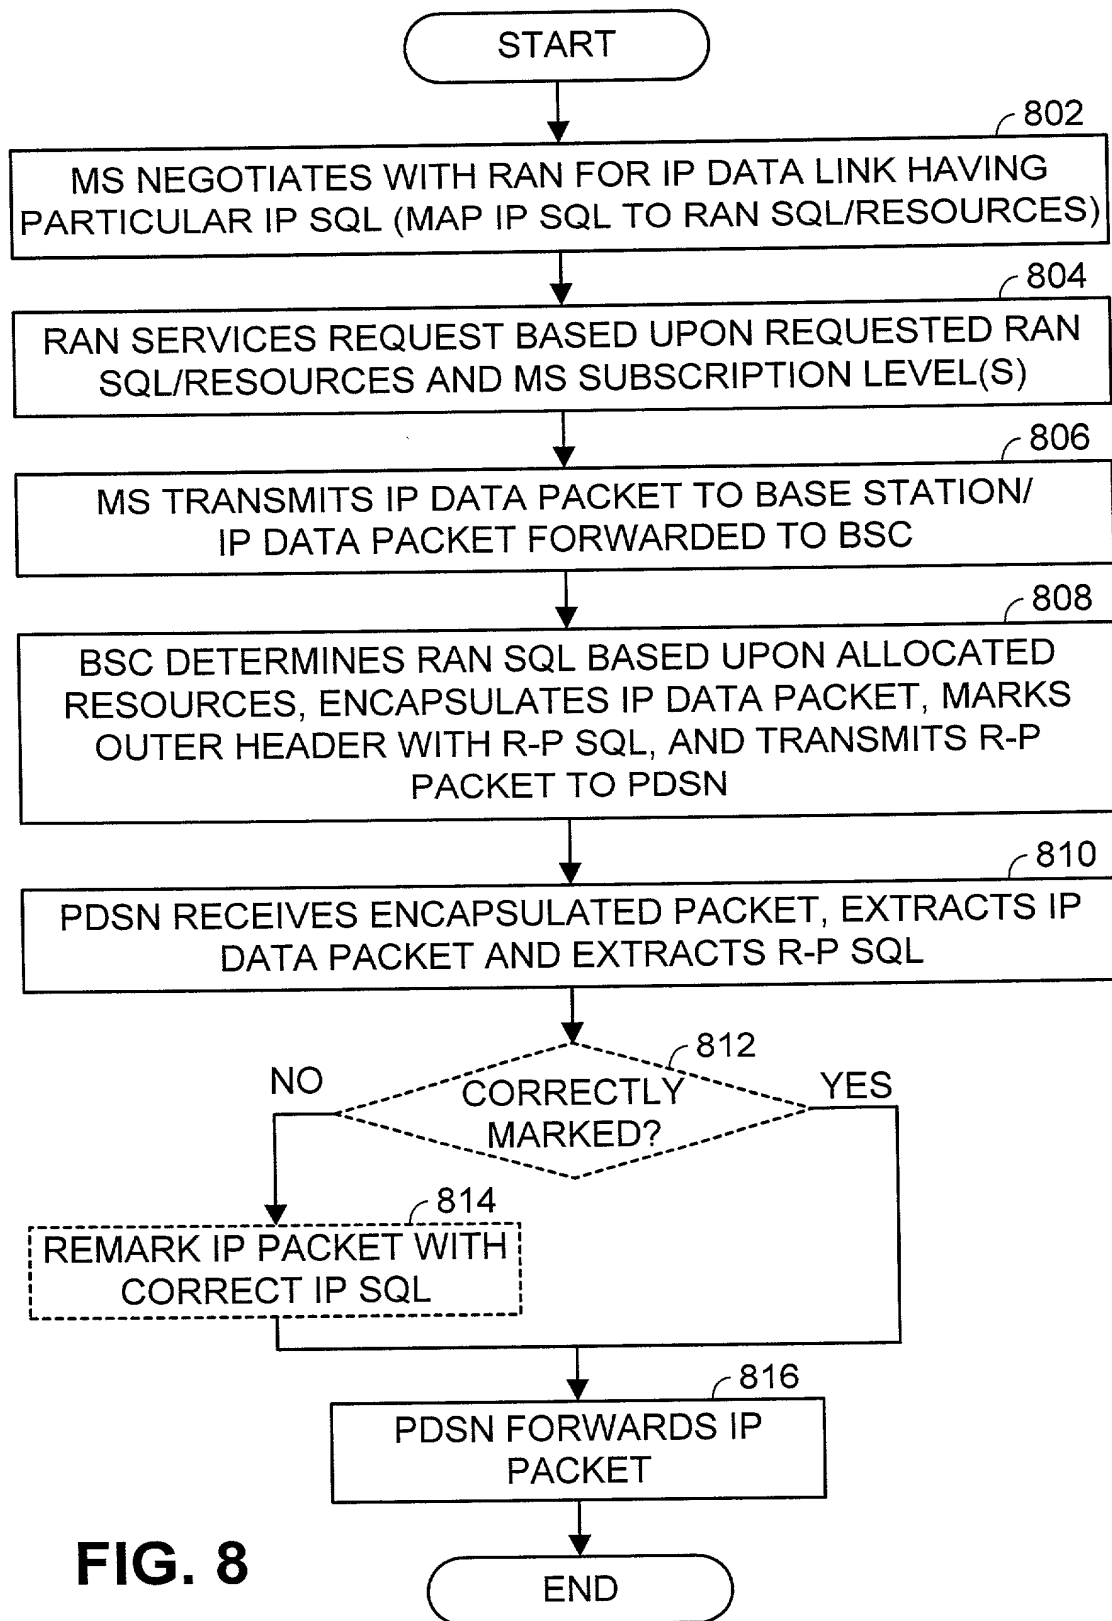 START
802
MS NEGOTIATES WITH RAN FOR IP DATA LINK HAVING
PARTICULAR IP SQL (MAP IP SQL TO RAN SQL/RESOURCES)
804
RAN SERVICES REQUEST BASED UPON REQUESTED RAN
SQL/RESOURCES AND MS SUBSCRIPTION LEVEL(S)
806
MS TRANSMITS IP DATA PACKET TO BASE STATION/
IP DATA PACKET FORWARDED TO BSC
808
BSC DETERMINES RAN SQL BASED UPON ALLOCATED
RESOURCES, ENCAPSULATES IP DATA PACKET, MARKS
OUTER HEADER WITH R-P SQL, AND TRANSMITS R-P
PACKET TO PDSN
810
PDSN RECEIVES ENCAPSULATED PACKET, EXTRACTS IP
DATA PACKET AND EXTRACTS R-P SQL
812
NO
YES
CORRECTLY
MARKED?
814
REMARK IP PACKET WITH
CORRECT IP SQL
816
PDSN FORWARDS IP
PACKET
FIG. 8
END